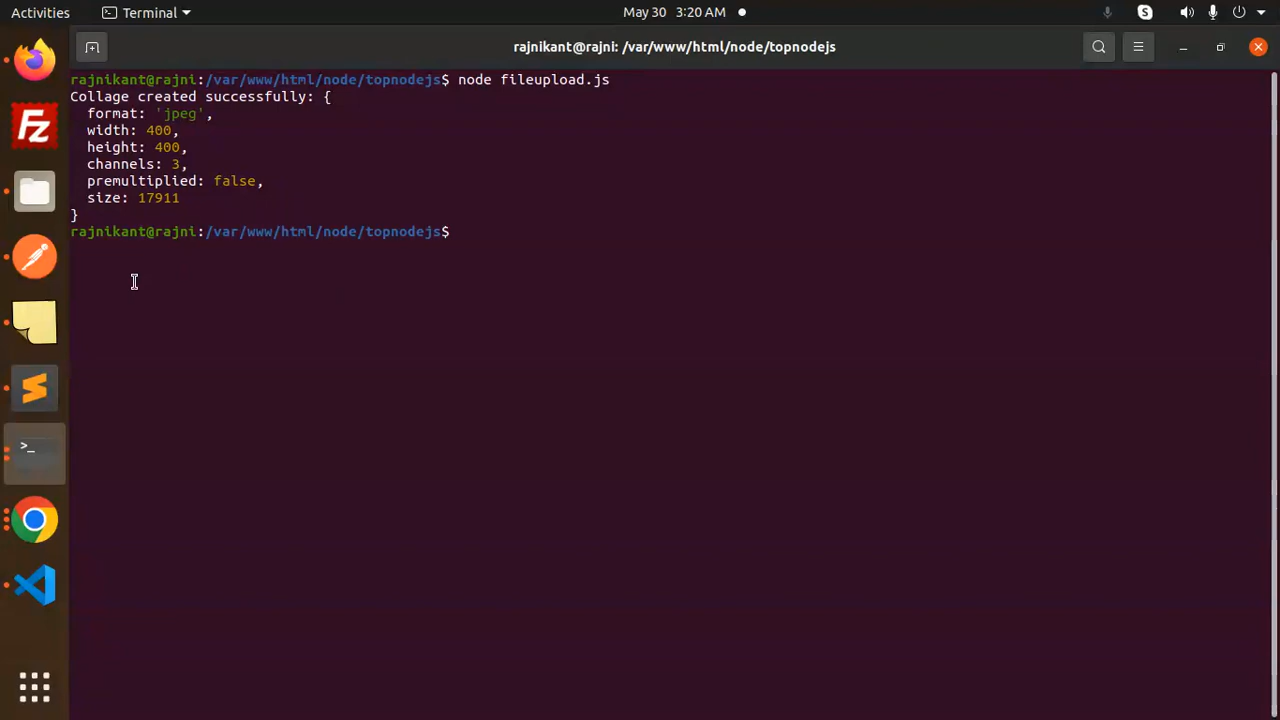 Activities Terminal May 30 3:20 AM
rajnikant@rajni: /var/www/html/node/topnodejs
rajnikant@rajni:/var/www/html/node/topnodejs$ node fileupload.js
Collage created successfully: {
format: 'jpeg',
width: 400,
height: 400,
channels: 3,
premultiplied: false,
size: 17911
}
rajnikant@rajni:/var/www/html/node/topnodejs$